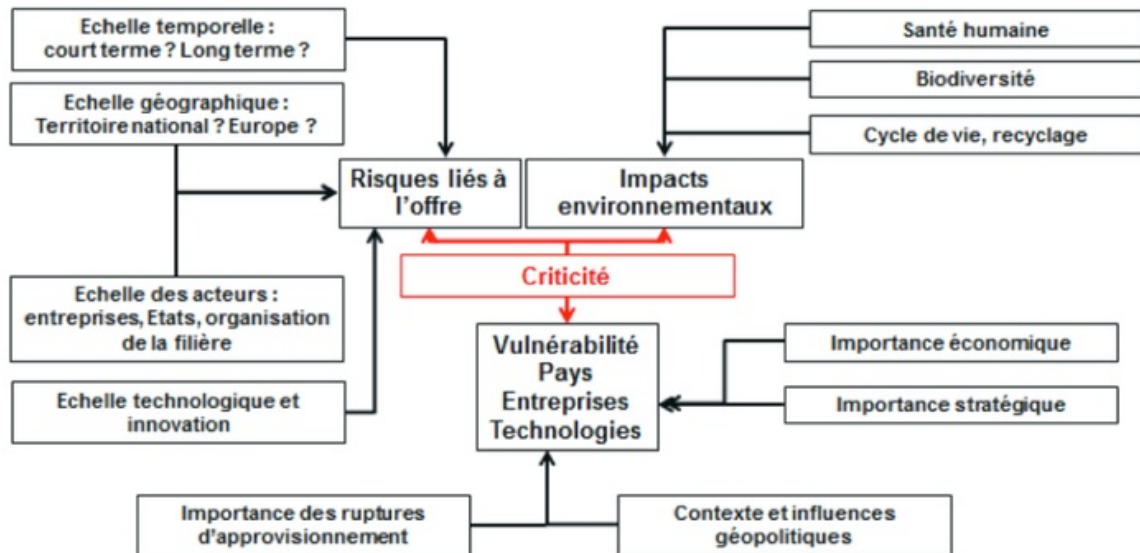 Echelle temporelle :
court terme ? Long terme ?
Santé humaine
Biodiversité
Echelle géographique :
Territoire national ? Europe ?
Cycle de vie, recyclage
Risques liés à
l'offre
Impacts
environnementaux
Criticité
Echelle des acteurs :
entreprises, Etats, organisation
de la filière
Vulnérabilité
Pays
Entreprises
Technologies
Importance économique
Importance stratégique
Echelle technologique et
innovation
Importance des ruptures
d'approvisionnement
Contexte et influences
géopolitiques